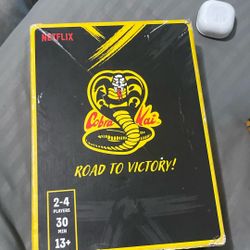 NETFLIX
Cobra Kai
ROAD TO VICTORY!
2-4
PLAYERS
30
MIN
13+